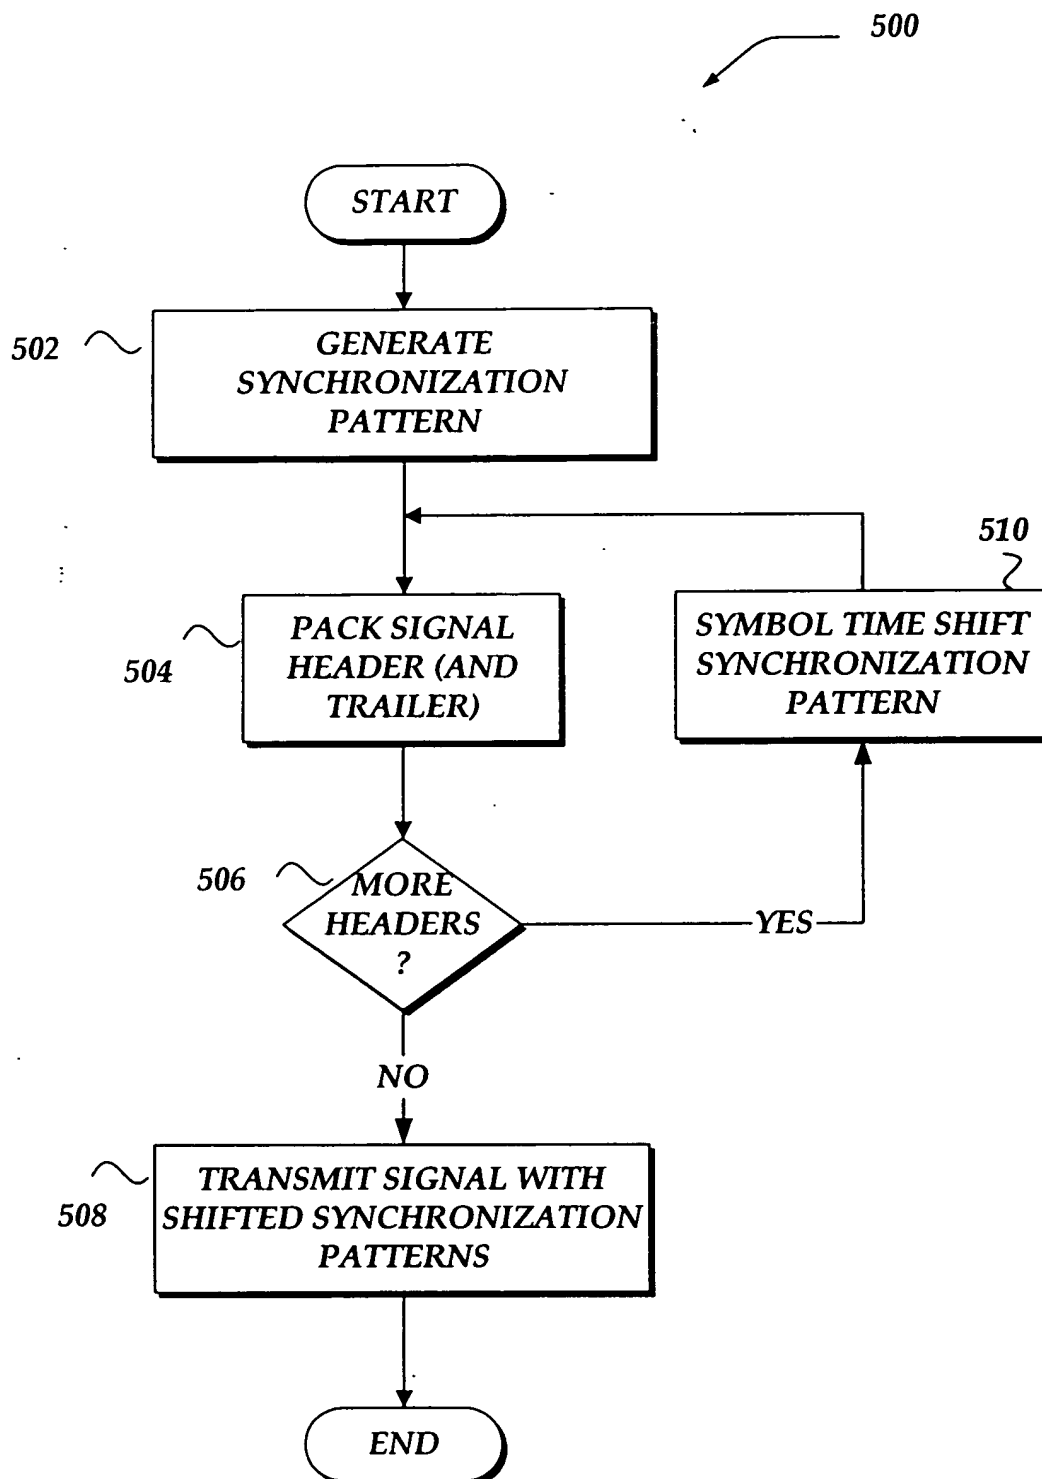 500
START
502
GENERATE
SYNCHRONIZATION
PATTERN
510
504
PACK SIGNAL
HEADER (AND
TRAILER)
SYMBOL TIME SHIFT
SYNCHRONIZATION
PATTERN
506
MORE
HEADERS
?
YES
NO
508
TRANSMIT SIGNAL WITH
SHIFTED SYNCHRONIZATION
PATTERNS
END